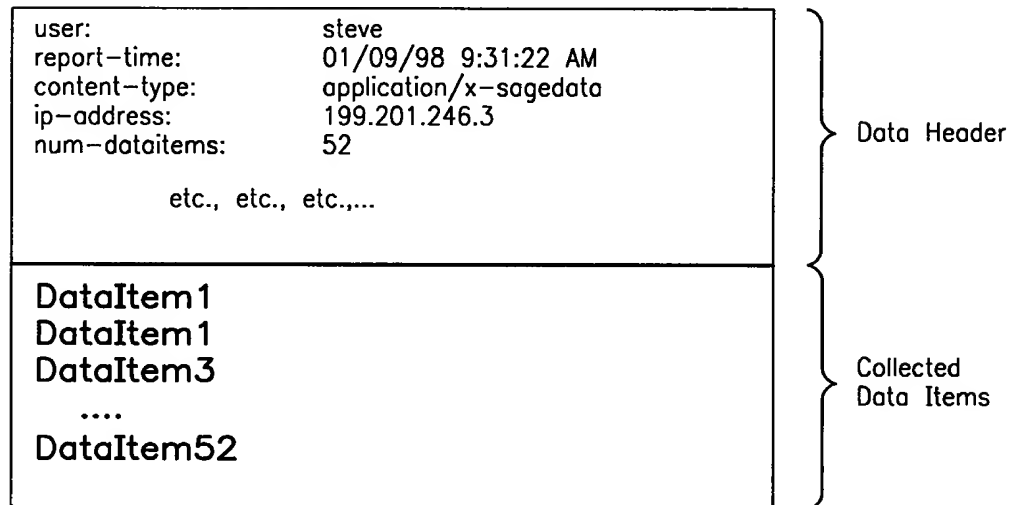 user: steve
report-time: 01/09/98 9:31:22 AM
content-type: application/x-sagedata
ip-address: 199.201.246.3
num-dataitems: 52
etc., etc., etc.,...
Data Header
DataItem1
DataItem1
DataItem3
....
DataItem52
Collected
Data Items